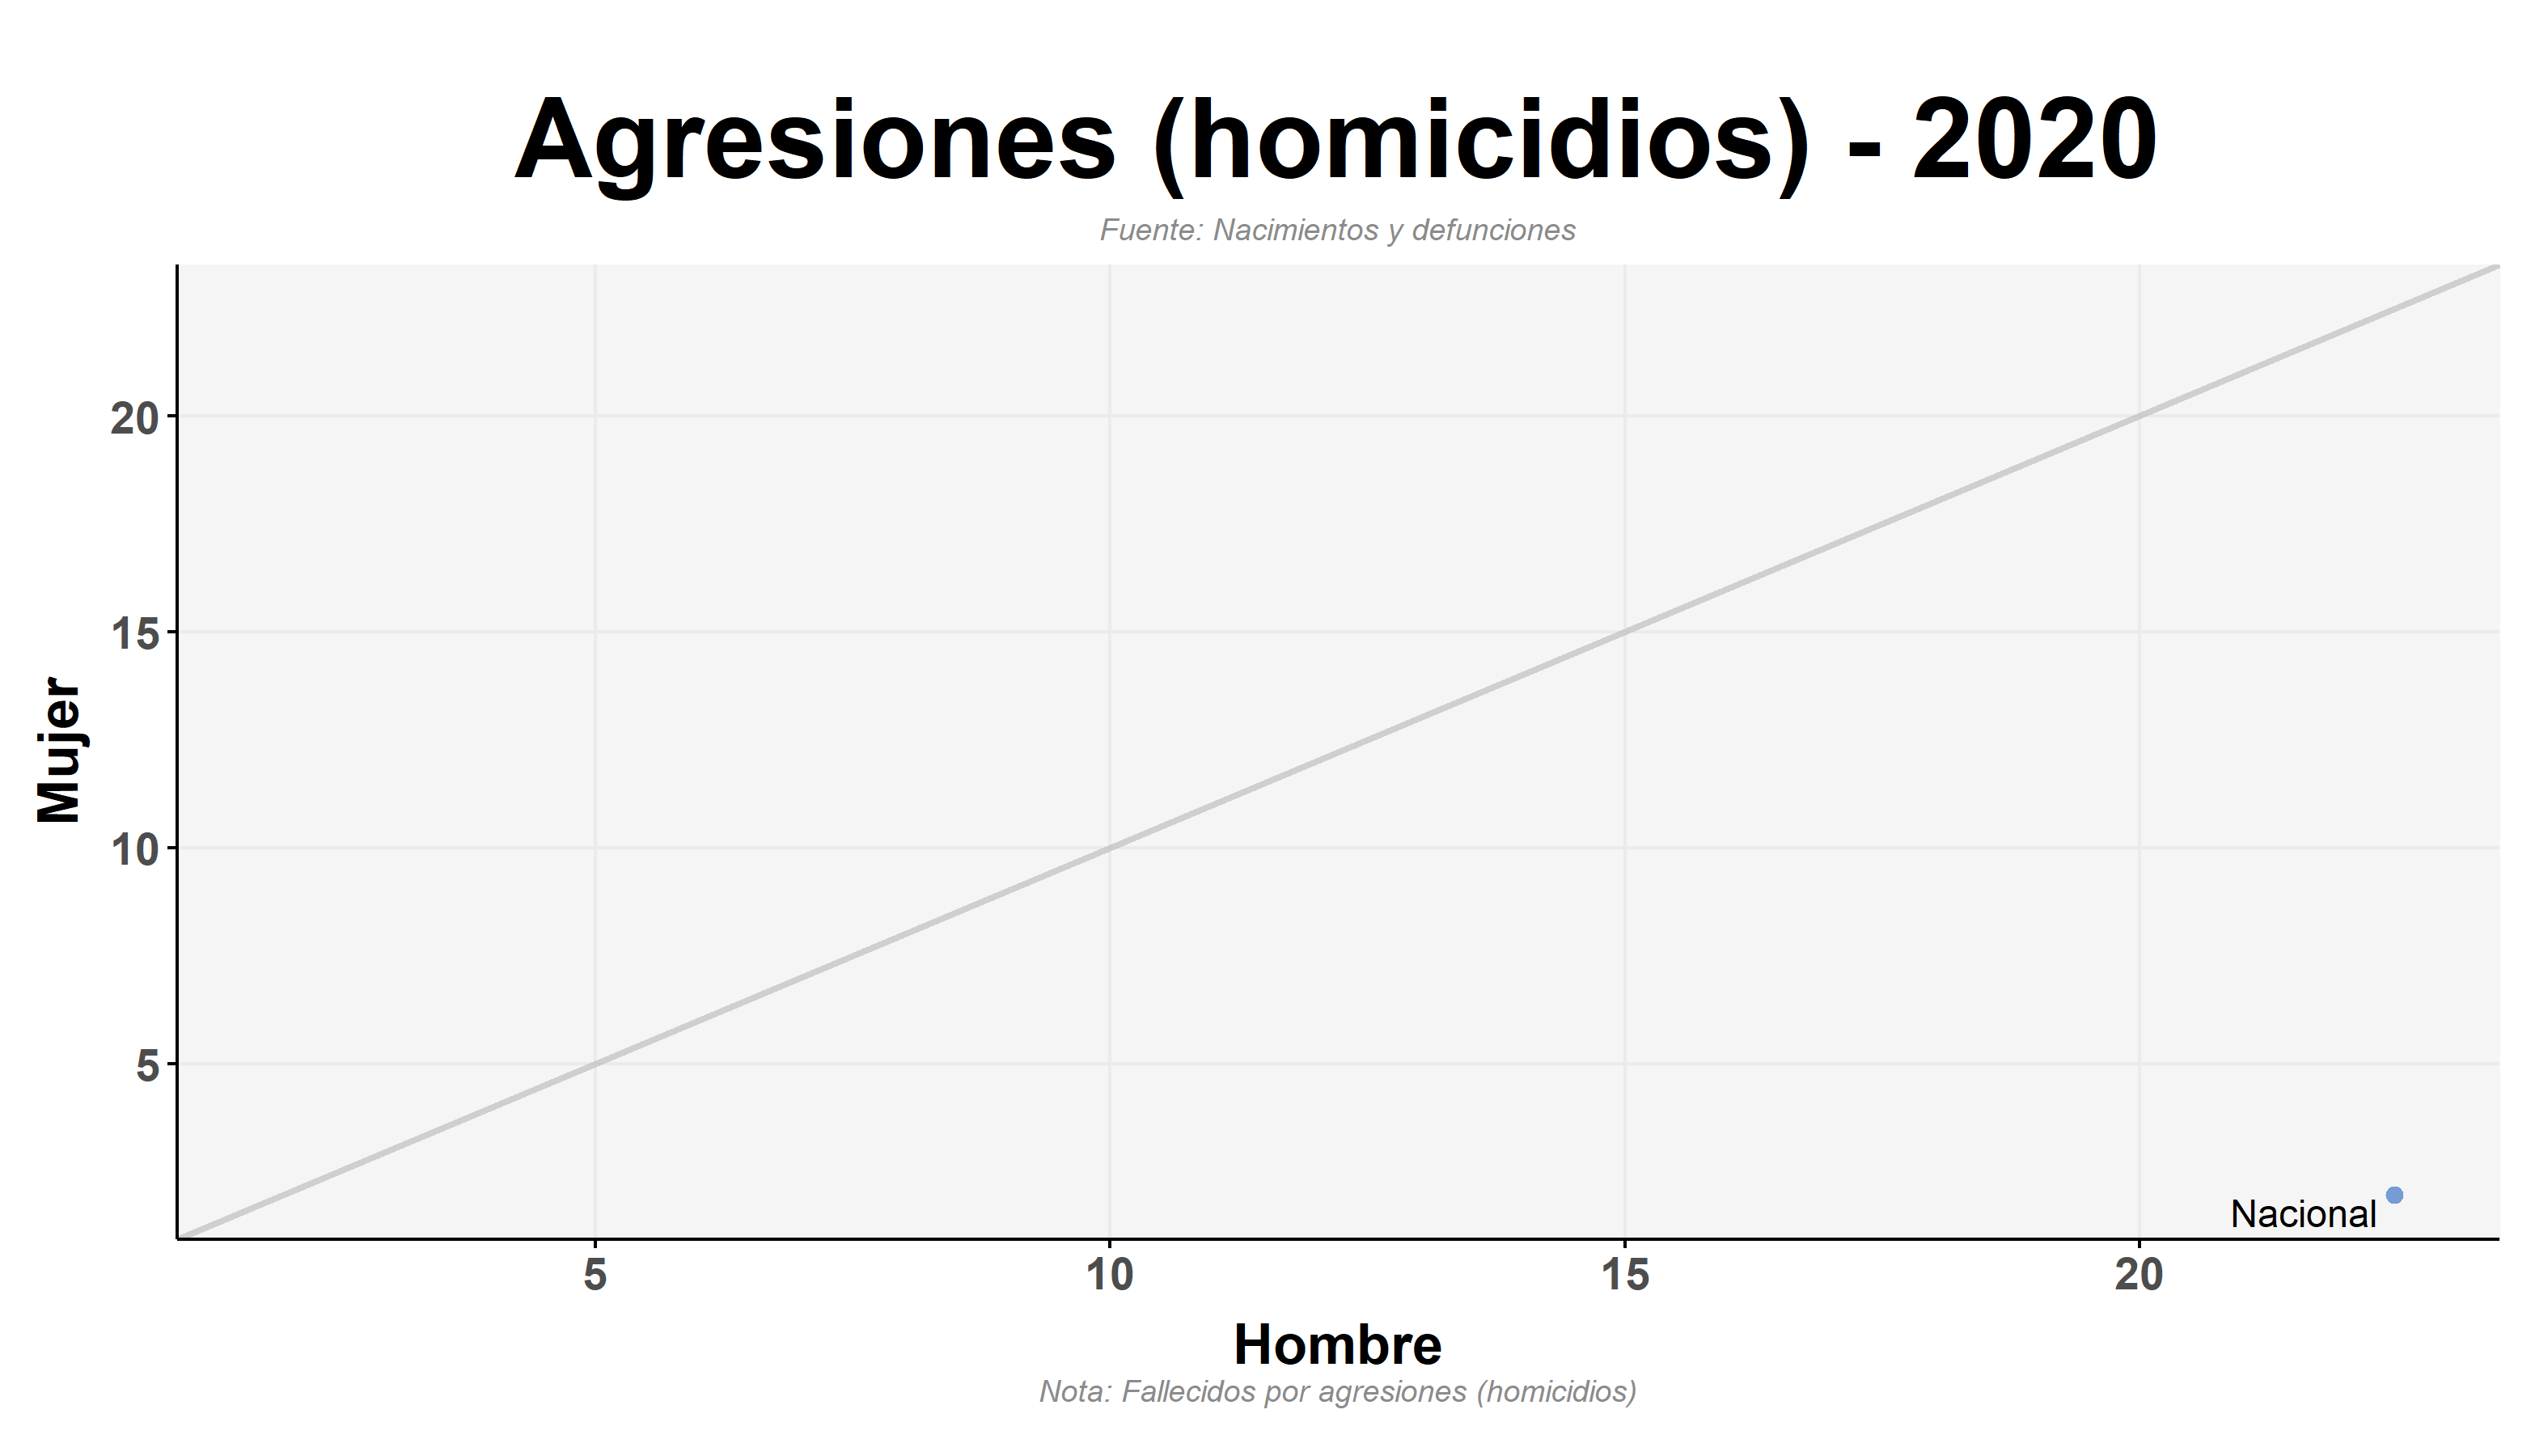 Agresiones (homicidios) - 2020
Fuente: Nacimientos y defunciones
Mujer
20
15
10
5
Nacional
5 10 15 20
Hombre
Nota: Fallecidos por agresiones (homicidios)